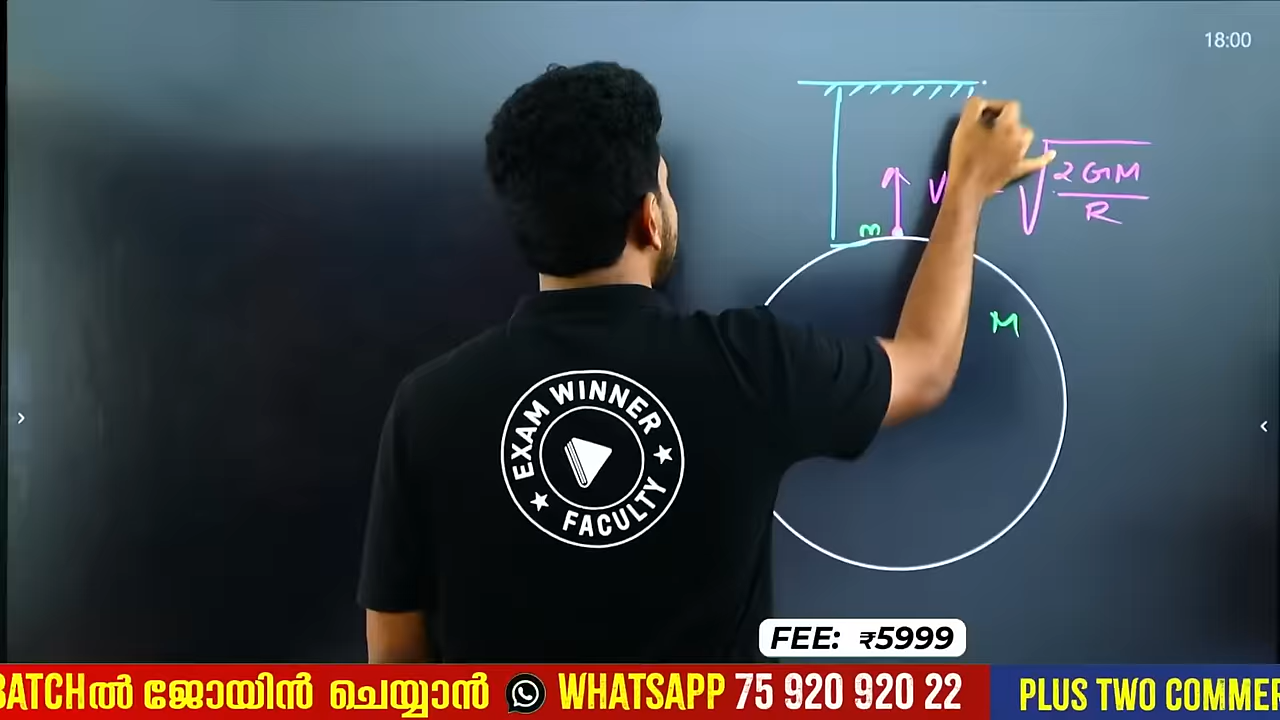 18:00
V
√2GM
R
m
M
EXAM WINNER
FACULTY
FEE: ₹5999
BATCHൽ ജോയിൻ ചെയ്യാൻ WHATSAPP 75 920 920 22 PLUS TWO COMMER